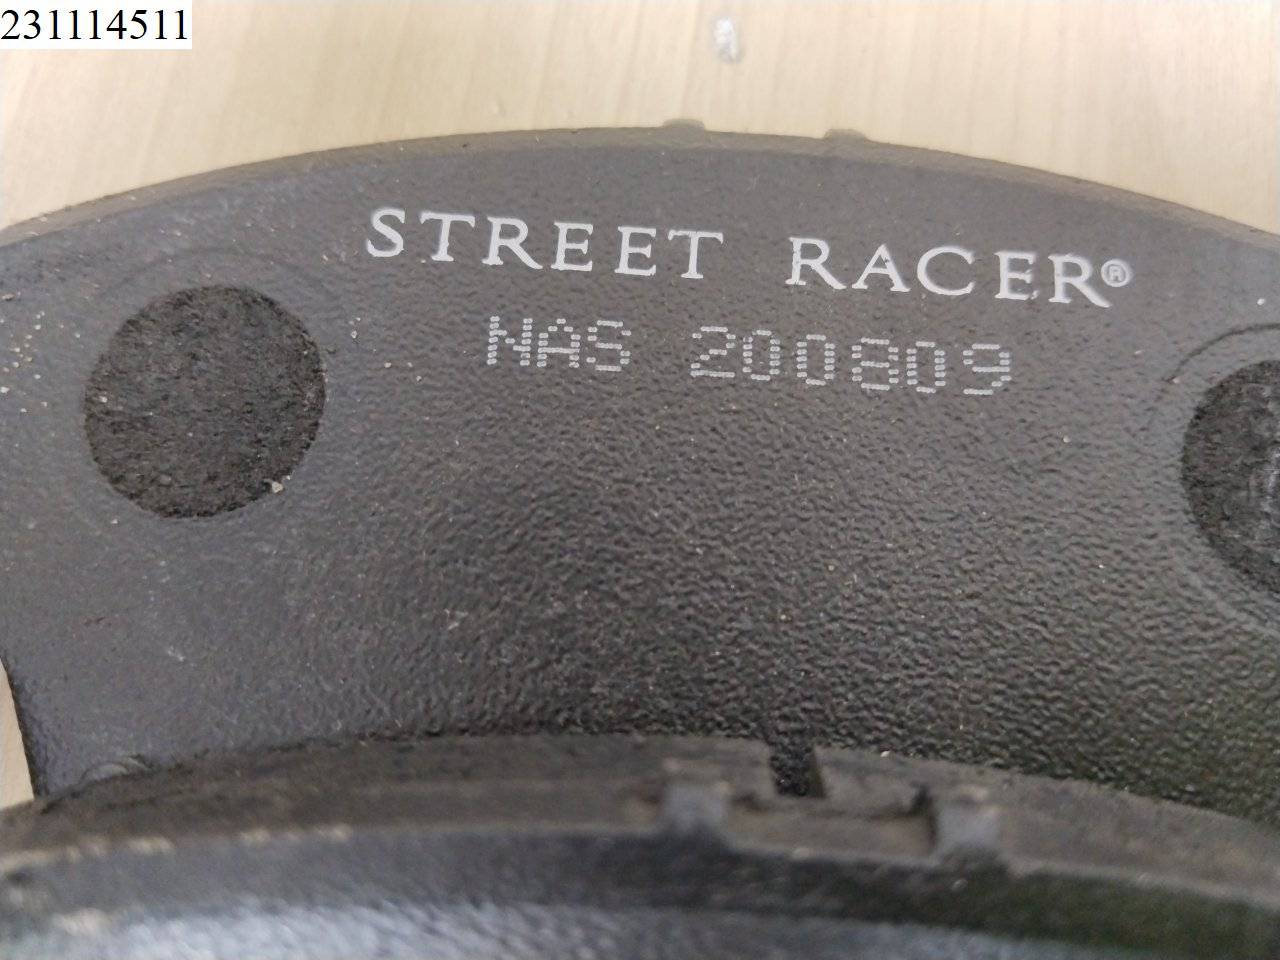 231114511
STREET RACER®
NAS 200809